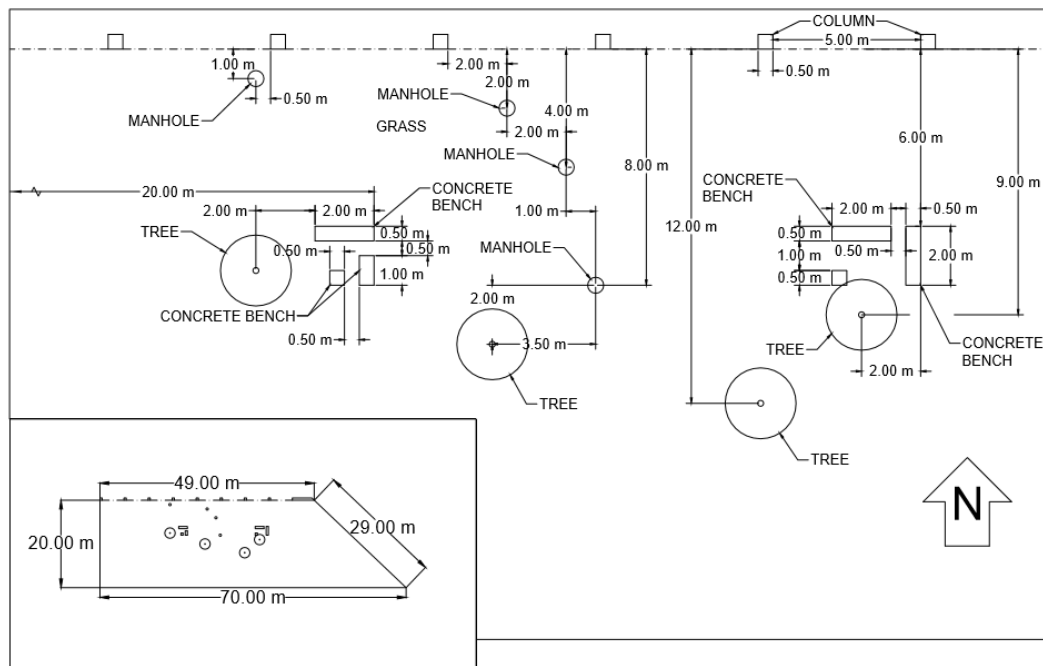 COLUMN
5.00 m
1.00 m
2.00 m
2.00 m
0.50 m
0.50 m
MANHOLE
MANHOLE
4.00 m
MANHOLE
GRASS
2.00 m
6.00 m
8.00 m
9.00 m
20.00 m
CONCRETE
BENCH
CONCRETE
BENCH
2.00 m
2.00 m
1.00 m
12.00 m
2.00 m
0.50 m
TREE
0.50 m
0.50 m
0.50 m
0.50 m
0.50 m
MANHOLE
1.00 m
1.00 m
2.00 m
0.50 m
2.00 m
CONCRETE BENCH
0.50 m
3.50 m
TREE
CONCRETE
BENCH
2.00 m
TREE
TREE
49.00 m
29.00 m
20.00 m
70.00 m
N